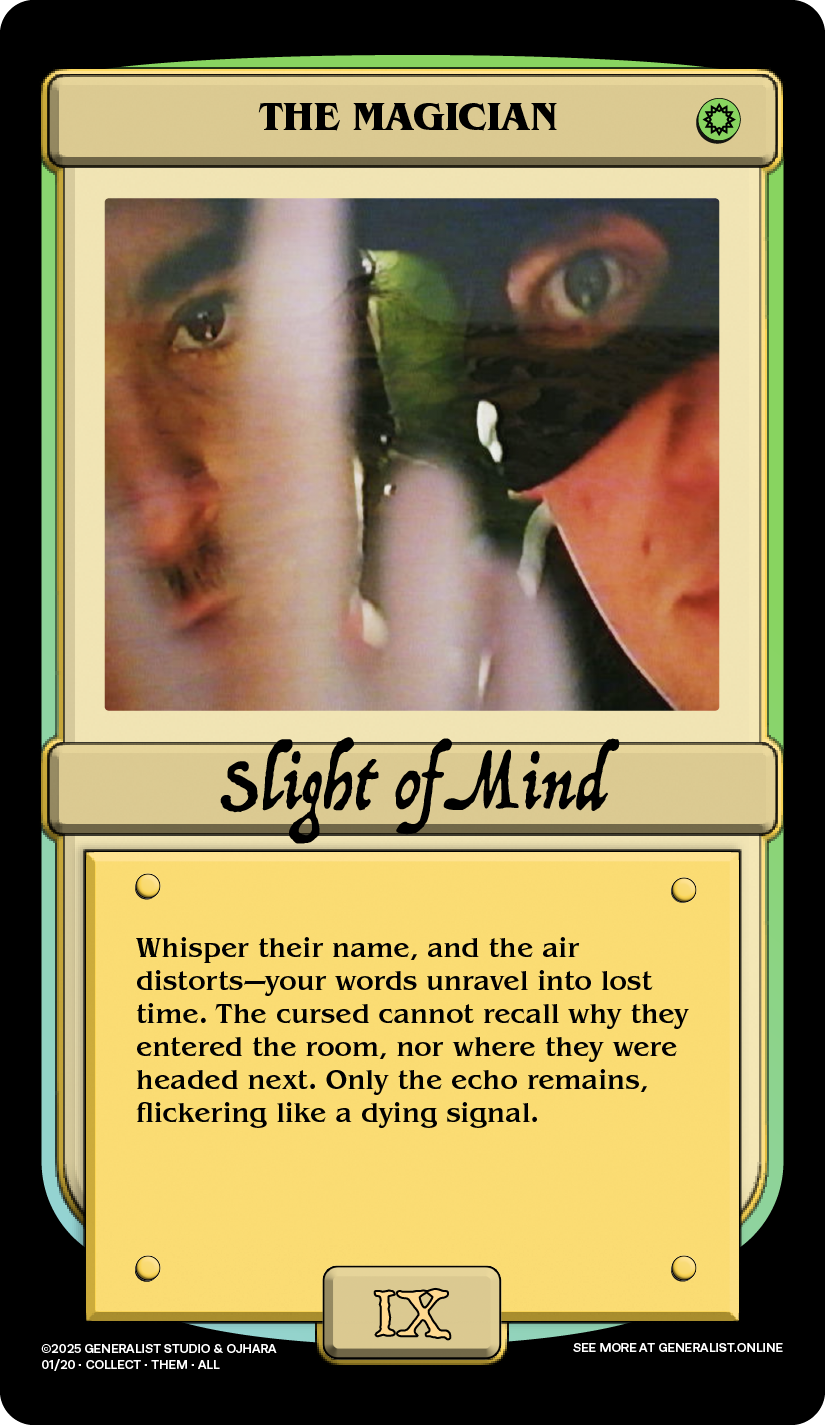 THE MAGICIAN
Slight of Mind
Whisper their name, and the air
distorts—your words unravel into lost
time. The cursed cannot recall why they
entered the room, nor where they were
headed next. Only the echo remains,
flickering like a dying signal.
IX
©2025 GENERALIST STUDIO & OJHARA
01/20 · COLLECT · THEM · ALL
SEE MORE AT GENERALIST.ONLINE